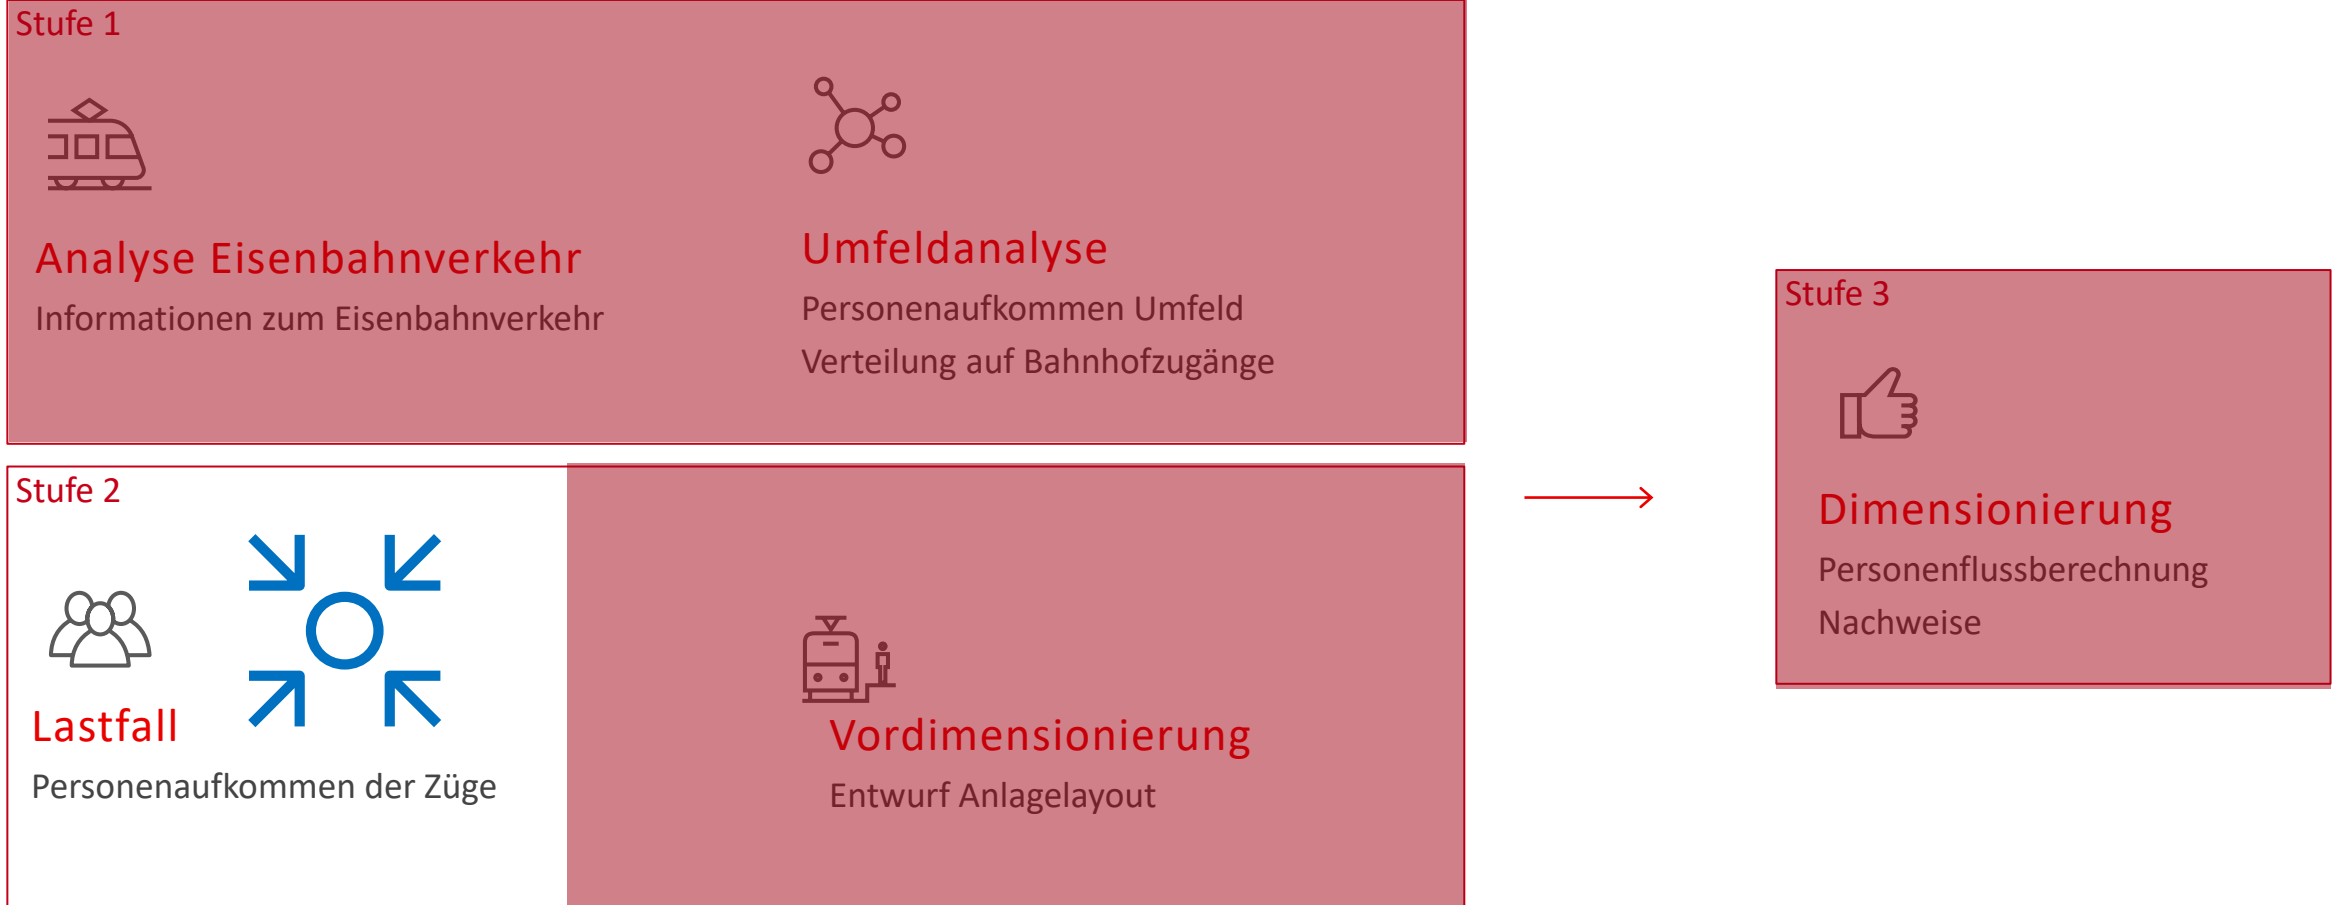 Stufe 1
Analyse Eisenbahnverkehr
Informationen zum Eisenbahnverkehr
Umfeldanalyse
Personenaufkommen Umfeld
Verteilung auf Bahnhofzugänge
Stufe 2
Lastfall
Personenaufkommen der Züge
Vordimensionierung
Entwurf Anlagelayout
Stufe 3
Dimensionierung
Personenflussberechnung
Nachweise